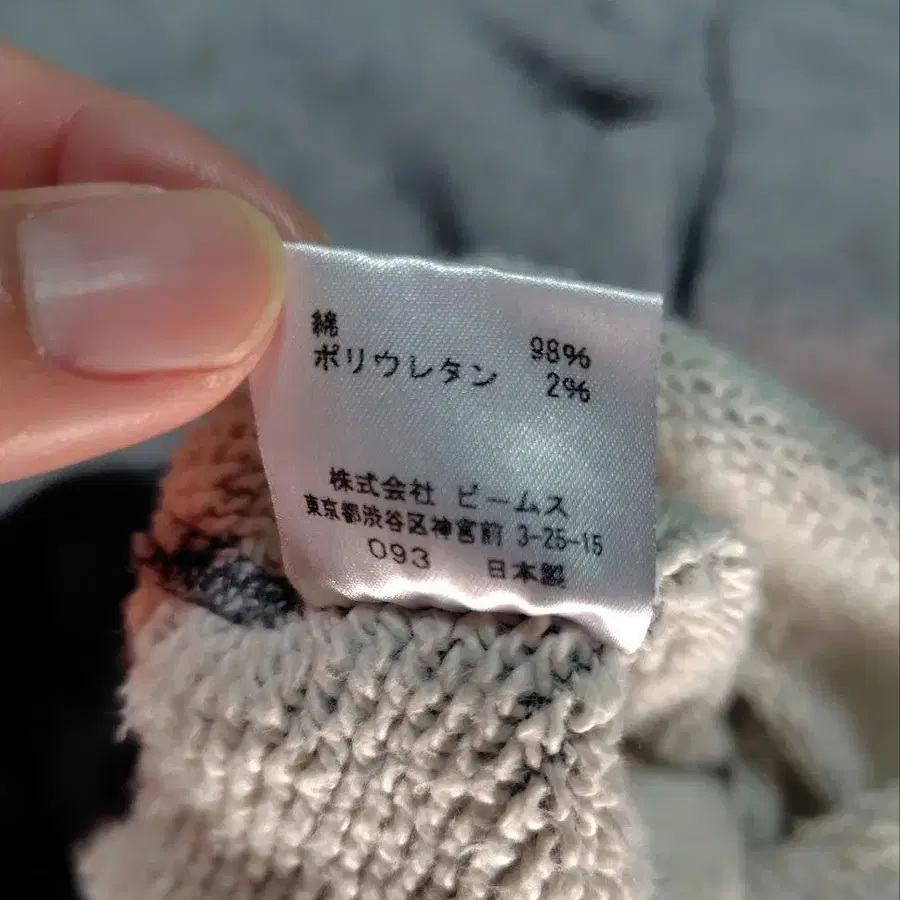 綿 98%
ポリウレタン 2%
株式会社 ビームス
東京都渋谷区神宮前 3-25-15
093 日本製